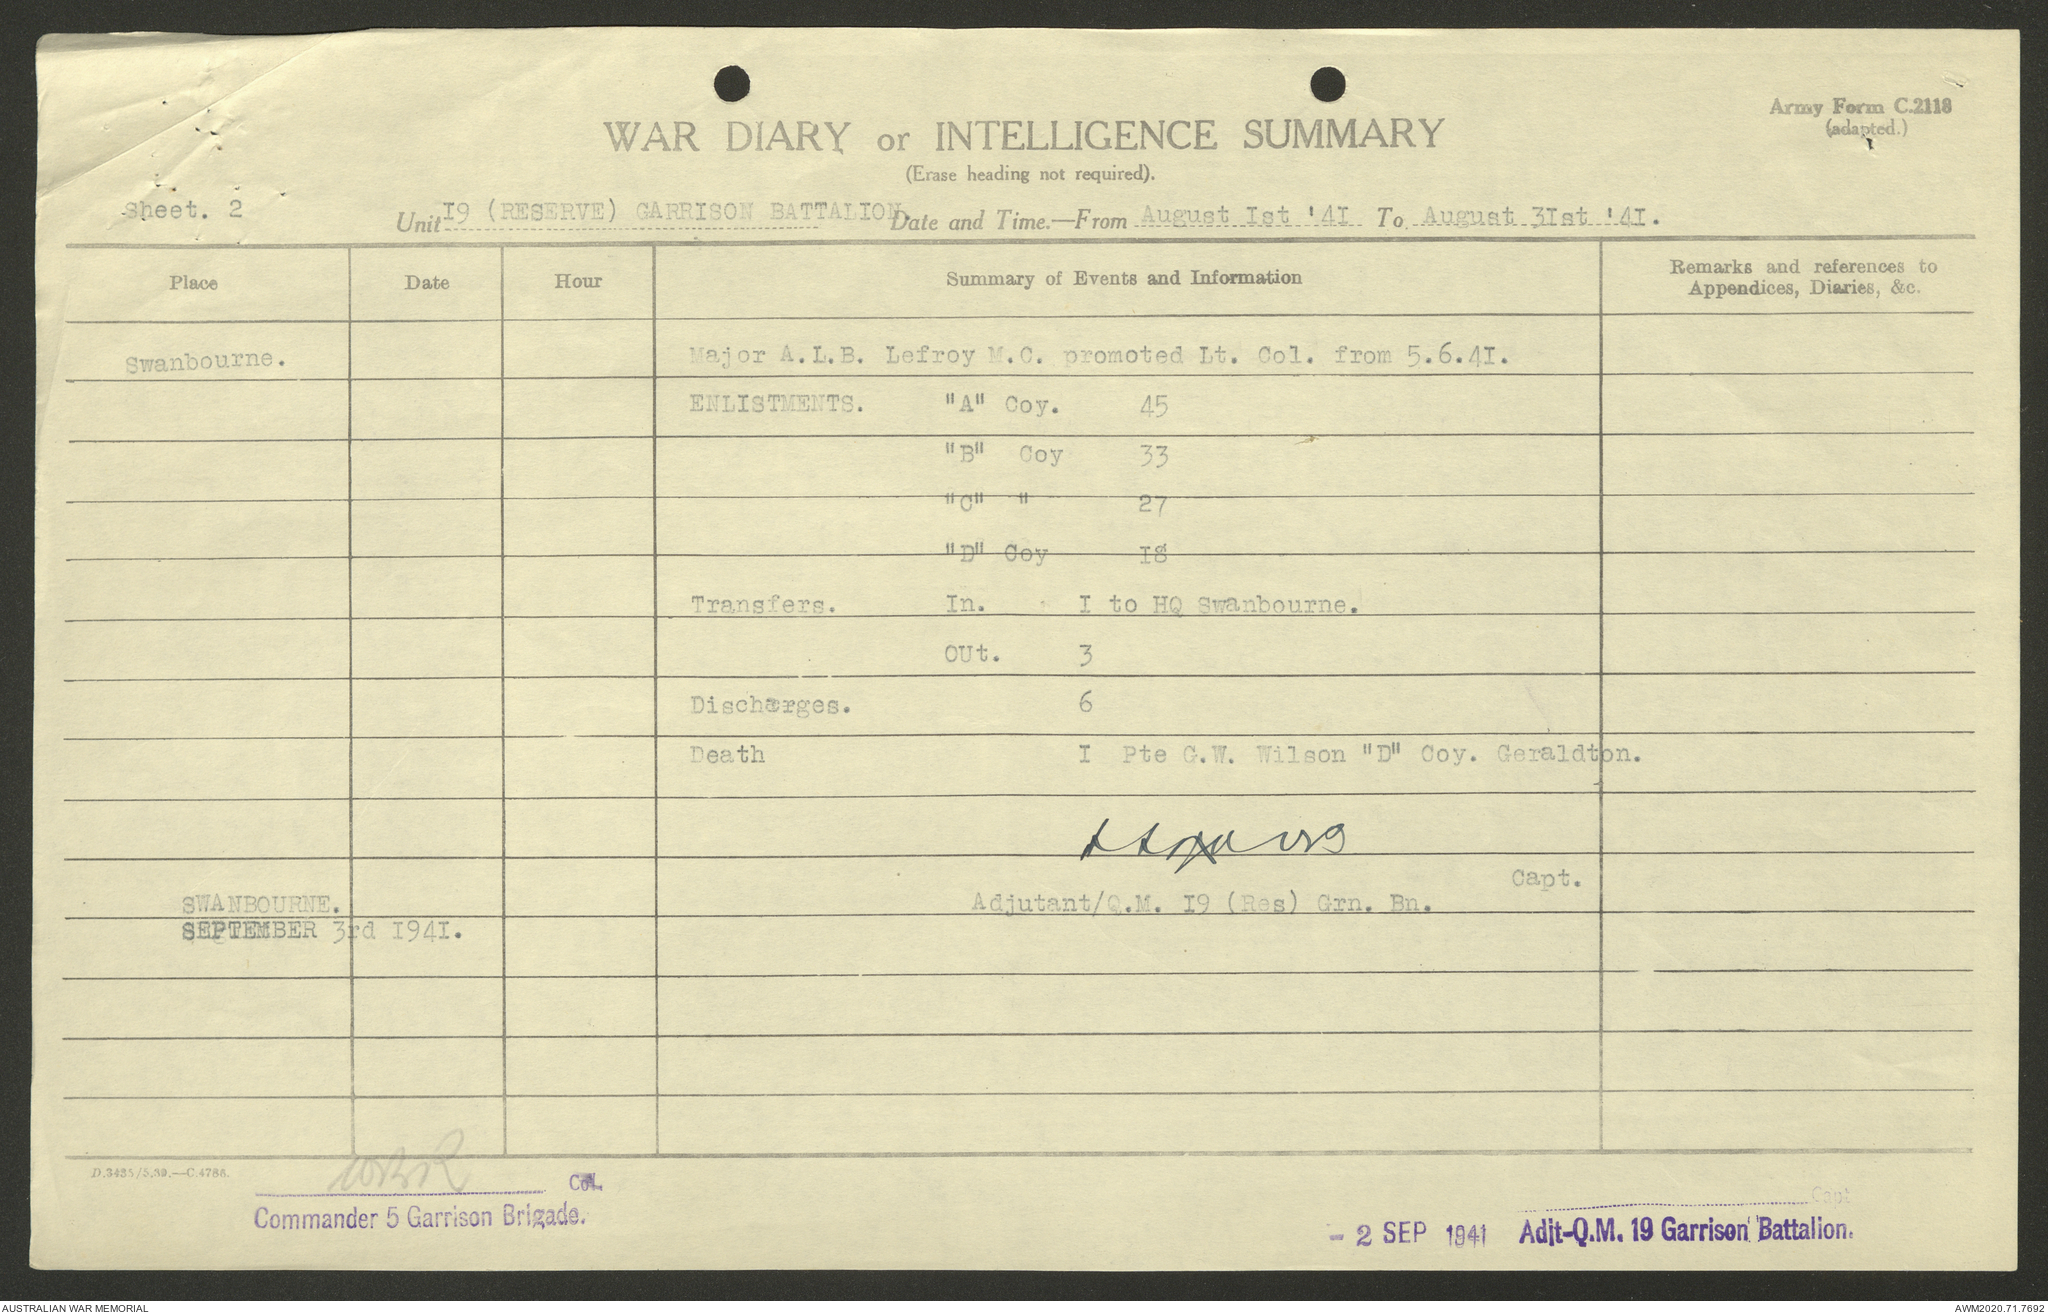 Army Form C.2118
(adapted.)
WAR DIARY or INTELLIGENCE SUMMARY
(Erase heading not required).
Sheet. 2
Unit I9 (RESERVE) GARRISON BATTALION. Date and Time.—From August Ist '4I To August 3Ist '4I.
Place Date Hour Summary of Events and Information Remarks and references to
Appendices, Diaries, &c.
Swanbourne. Major A.L.B. Lefroy M.C. promoted Lt. Col. from 5.6.4I.
ENLISTMENTS. "A" Coy. 45
"B" Coy 33
"C" " 27
"D" Coy I8
Transfers. In. I to HQ Swanbourne.
OUt. 3
Discharges. 6
Death I Pte G.W. Wilson "D" Coy. Geraldton.
Capt.
Adjutant/Q.M. I9 (Res) Grn. Bn.
SWANBOURNE.
SEPTEMBER 3rd I94I.
D.3435/5.39.—C.4786.
Col.
Commander 5 Garrison Brigade.
Capt
- 2 SEP 1941 Adjt-Q.M. 19 Garrison Battalion.
AUSTRALIAN WAR MEMORIAL
AWM2020.71.7692